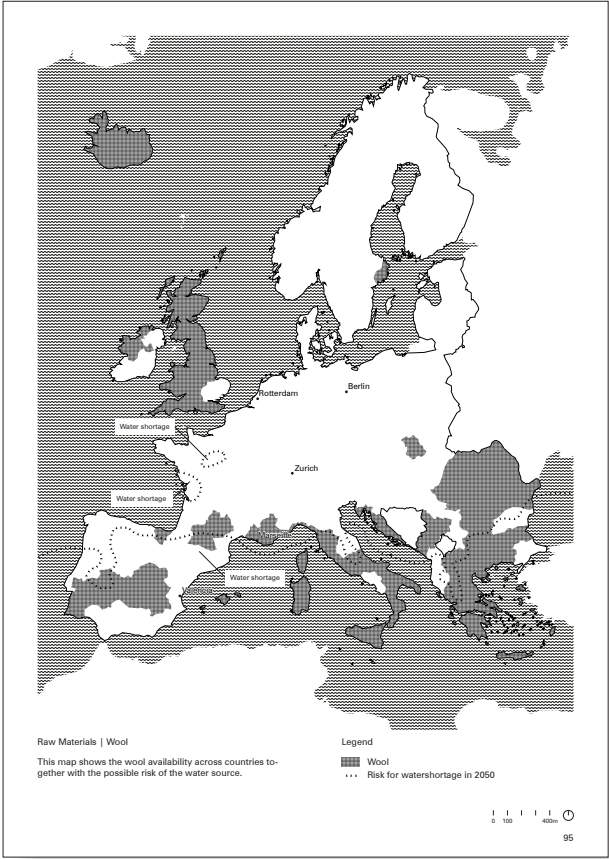 Rotterdam
Berlin
Water shortage
Zurich
Water shortage
Marseille
Water shortage
Raw Materials | Wool
This map shows the wool availability across countries to-
gether with the possible risk of the water source.
Legend
Wool
Risk for watershortage in 2050
0 100 400m
95